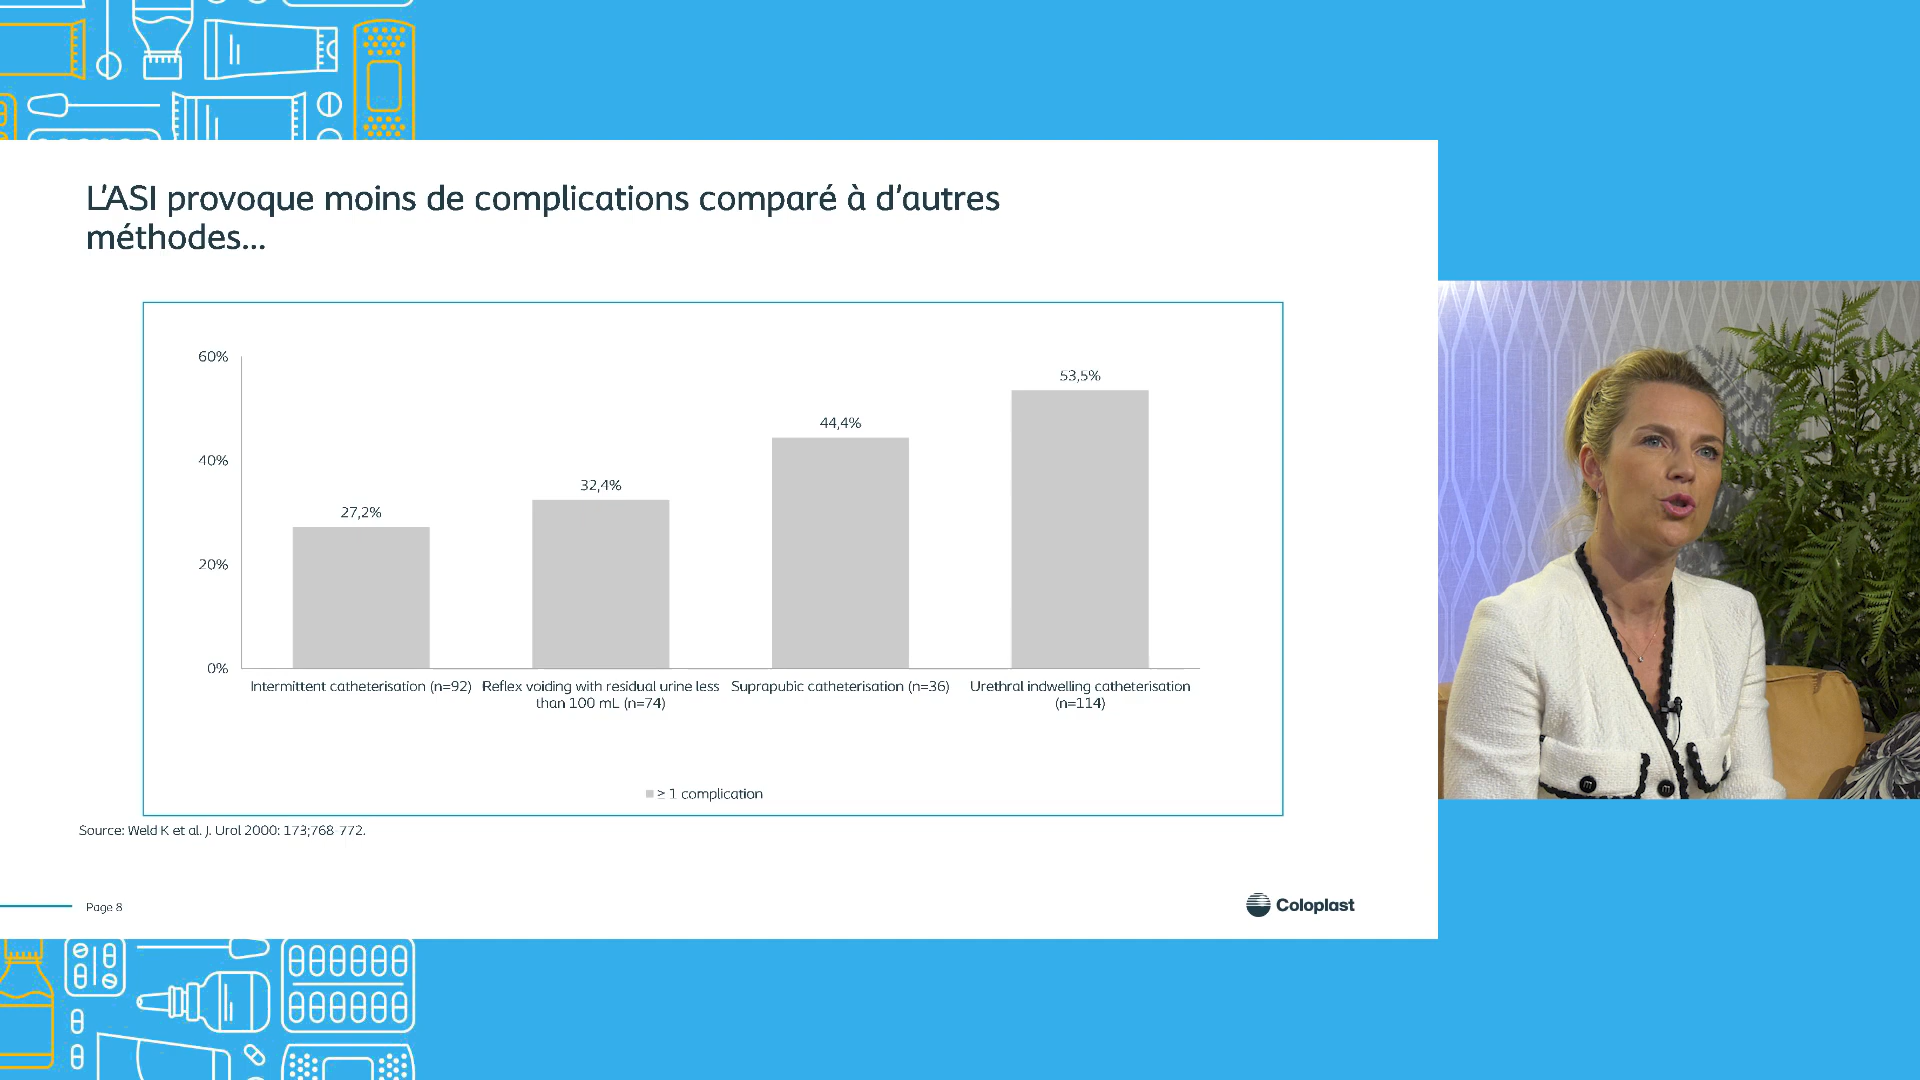 L'ASI provoque moins de complications comparé à d'autres
méthodes...
60%
40%
20%
0%
27,2%
32,4%
44,4%
53,5%
Intermittent catheterisation (n=92)
Reflex voiding with residual urine less
than 100 mL (n=74)
Suprapubic catheterisation (n=36)
Urethral indwelling catheterisation
(n=114)
≥ 1 complication
Source: Weld K et al. J. Urol 2000: 173;768-772.
Page 8
Coloplast